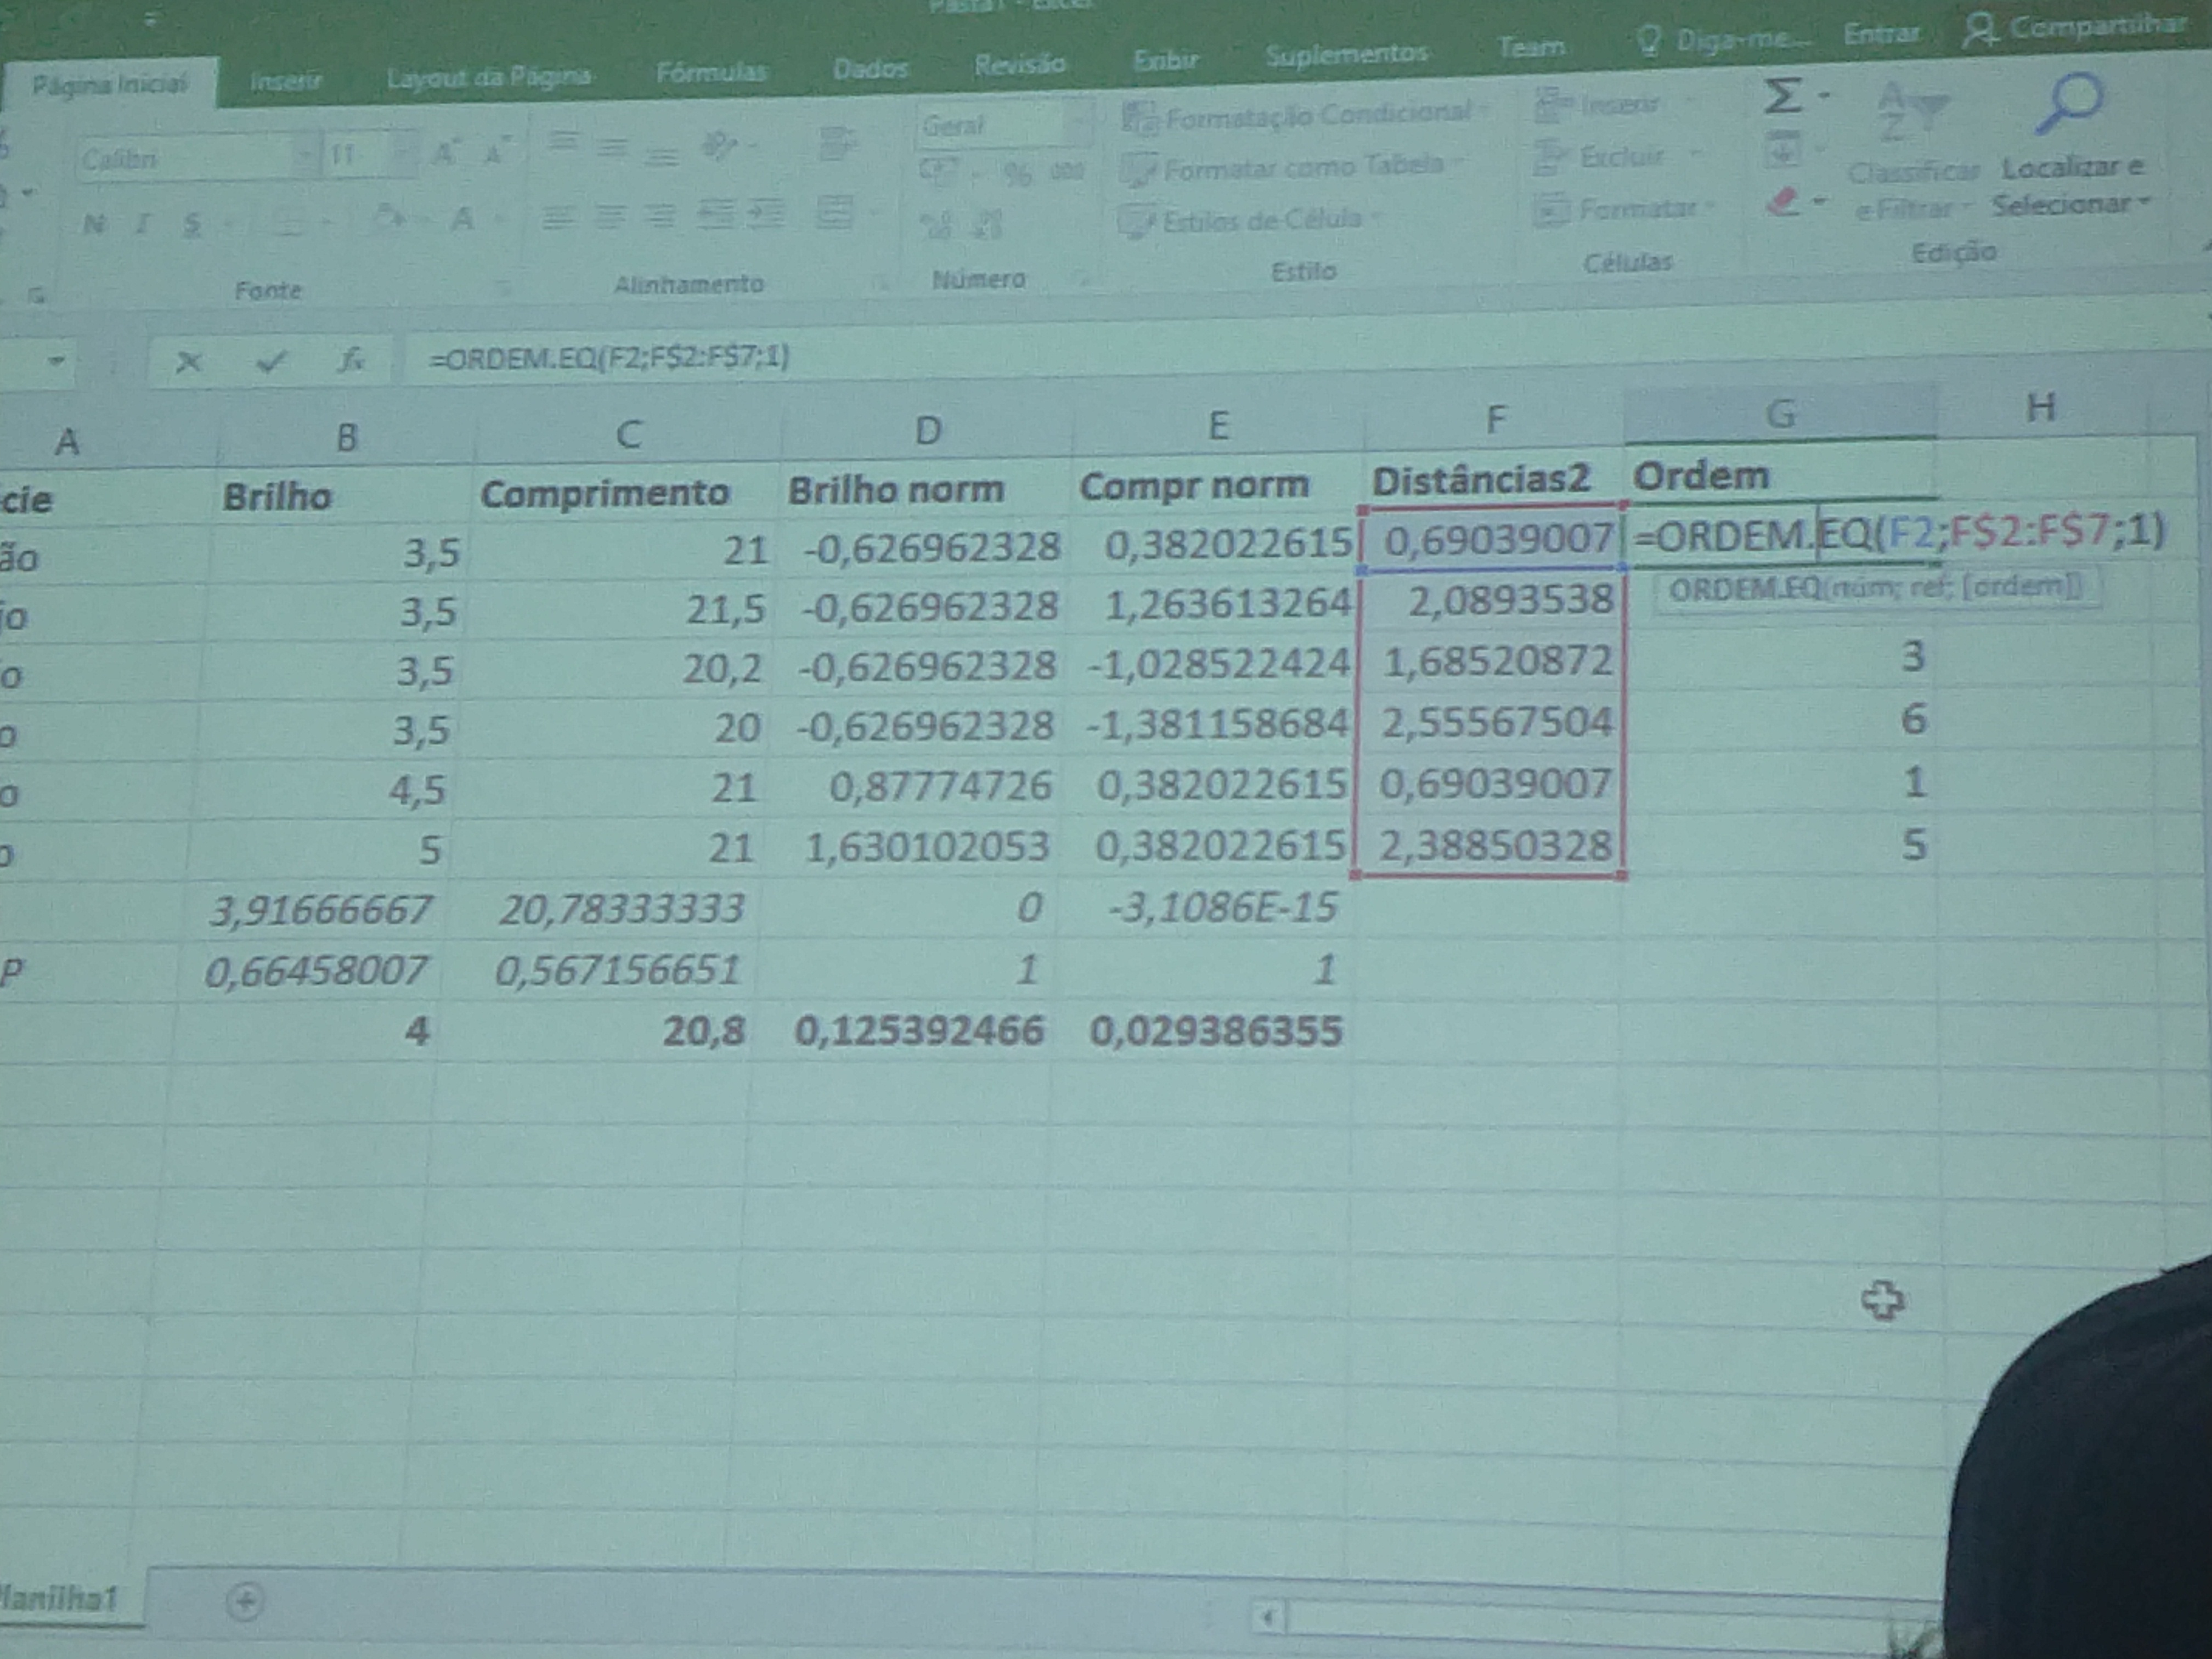 Pasta1 - Excel
Página Inicial Inserir Layout da Página Fórmulas Dados Revisão Exibir Suplementos Team Diga-me... Entrar Compartilhar
Calibri 11 Geral Formatação Condicional Inserir Σ
% 000 Formatar como Tabela Excluir Classificar Localizar e
N I S A Estilos de Célula Formatar e Filtrar Selecionar
Fonte Alinhamento Número Estilo Células Edição
fx =ORDEM.EQ(F2;F$2:F$7;1)
A B C D E F G H
cie Brilho Comprimento Brilho norm Compr norm Distâncias2 Ordem
ão 3,5 21 -0,626962328 0,382022615 0,69039007 =ORDEM.EQ(F2;F$2:F$7;1)
jo 3,5 21,5 -0,626962328 1,263613264 2,0893538 ORDEM.EQ(núm; ref; [ordem])
o 3,5 20,2 -0,626962328 -1,028522424 1,68520872 3
o 3,5 20 -0,626962328 -1,381158684 2,55567504 6
o 4,5 21 0,87774726 0,382022615 0,69039007 1
o 5 21 1,630102053 0,382022615 2,38850328 5
3,91666667 20,78333333 0 -3,1086E-15
P 0,66458007 0,567156651 1 1
4 20,8 0,125392466 0,029386355
lanilha1